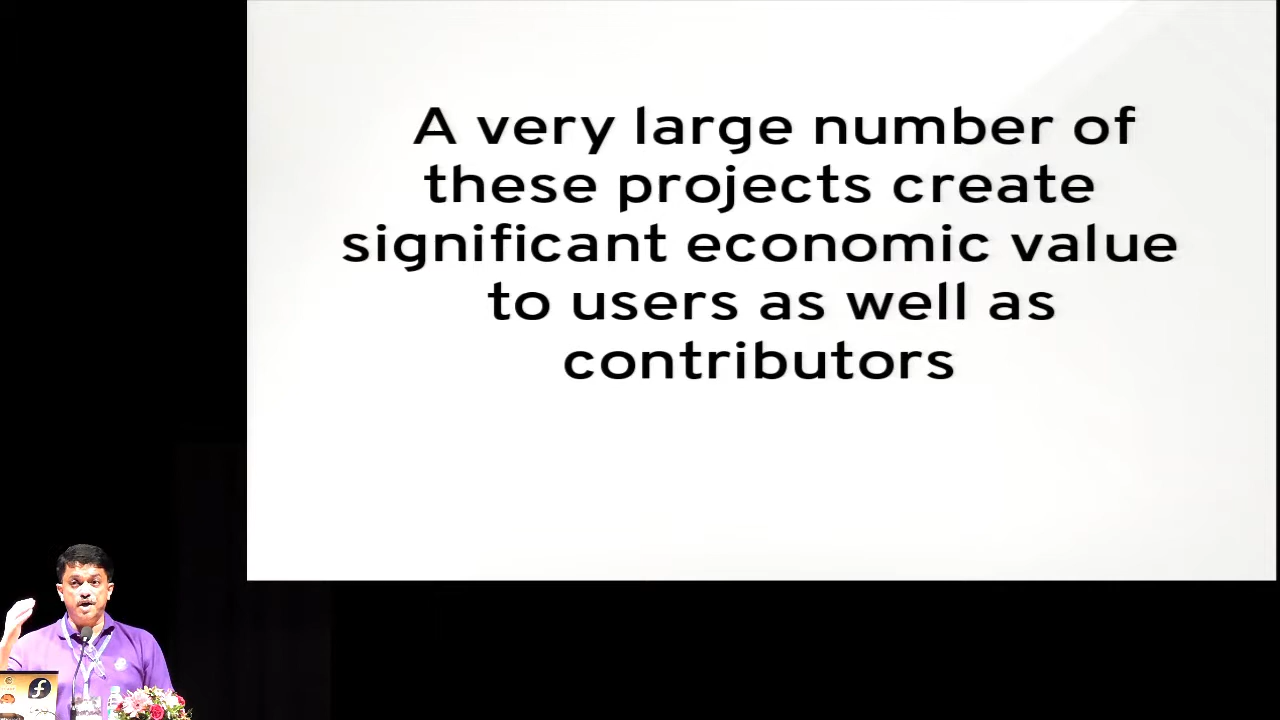 A very large number of
these projects create
significant economic value
to users as well as
contributors